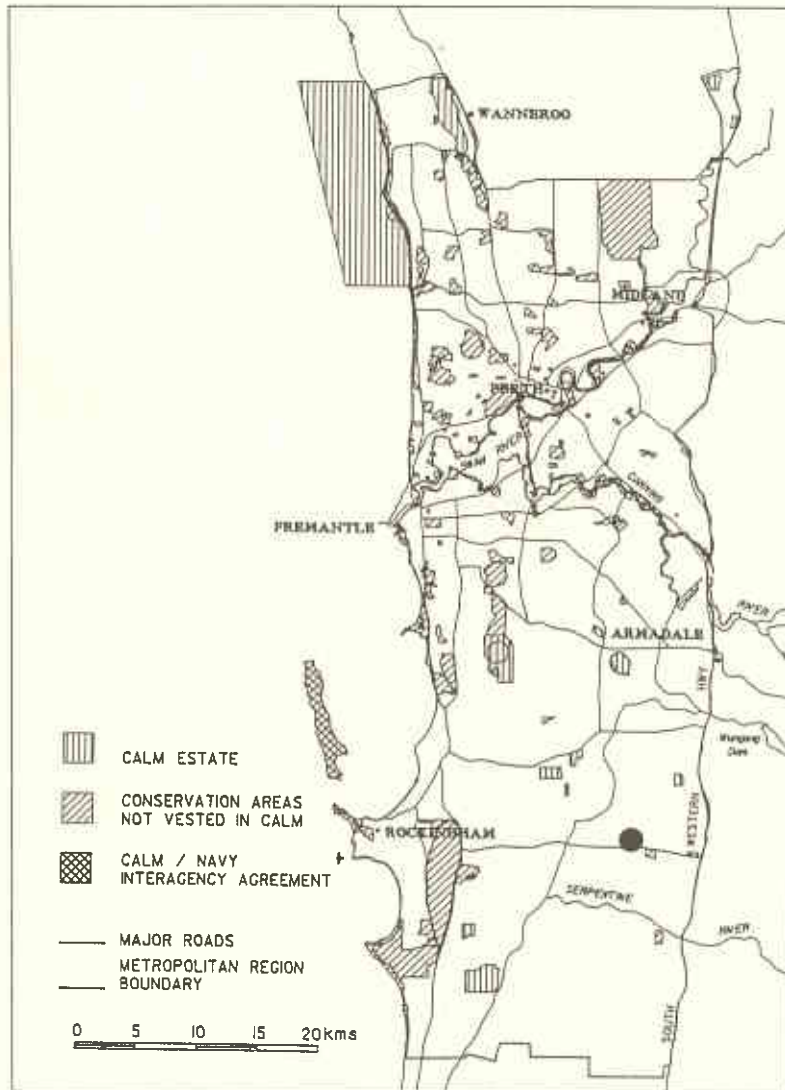 WANNEROO
MIDLAND
PERTH
SWAN RIVER
CANNING
FREMANTLE
RIVER
ARMADALE
HWY
Wungong
Dam
CALM ESTATE
CONSERVATION AREAS
NOT VESTED IN CALM
ROCKINGHAM
WESTERN
CALM / NAVY
INTERAGENCY AGREEMENT
SERPENTINE
RIVER
MAJOR ROADS
METROPOLITAN REGION
BOUNDARY
SOUTH
0 5 10 15 20kms